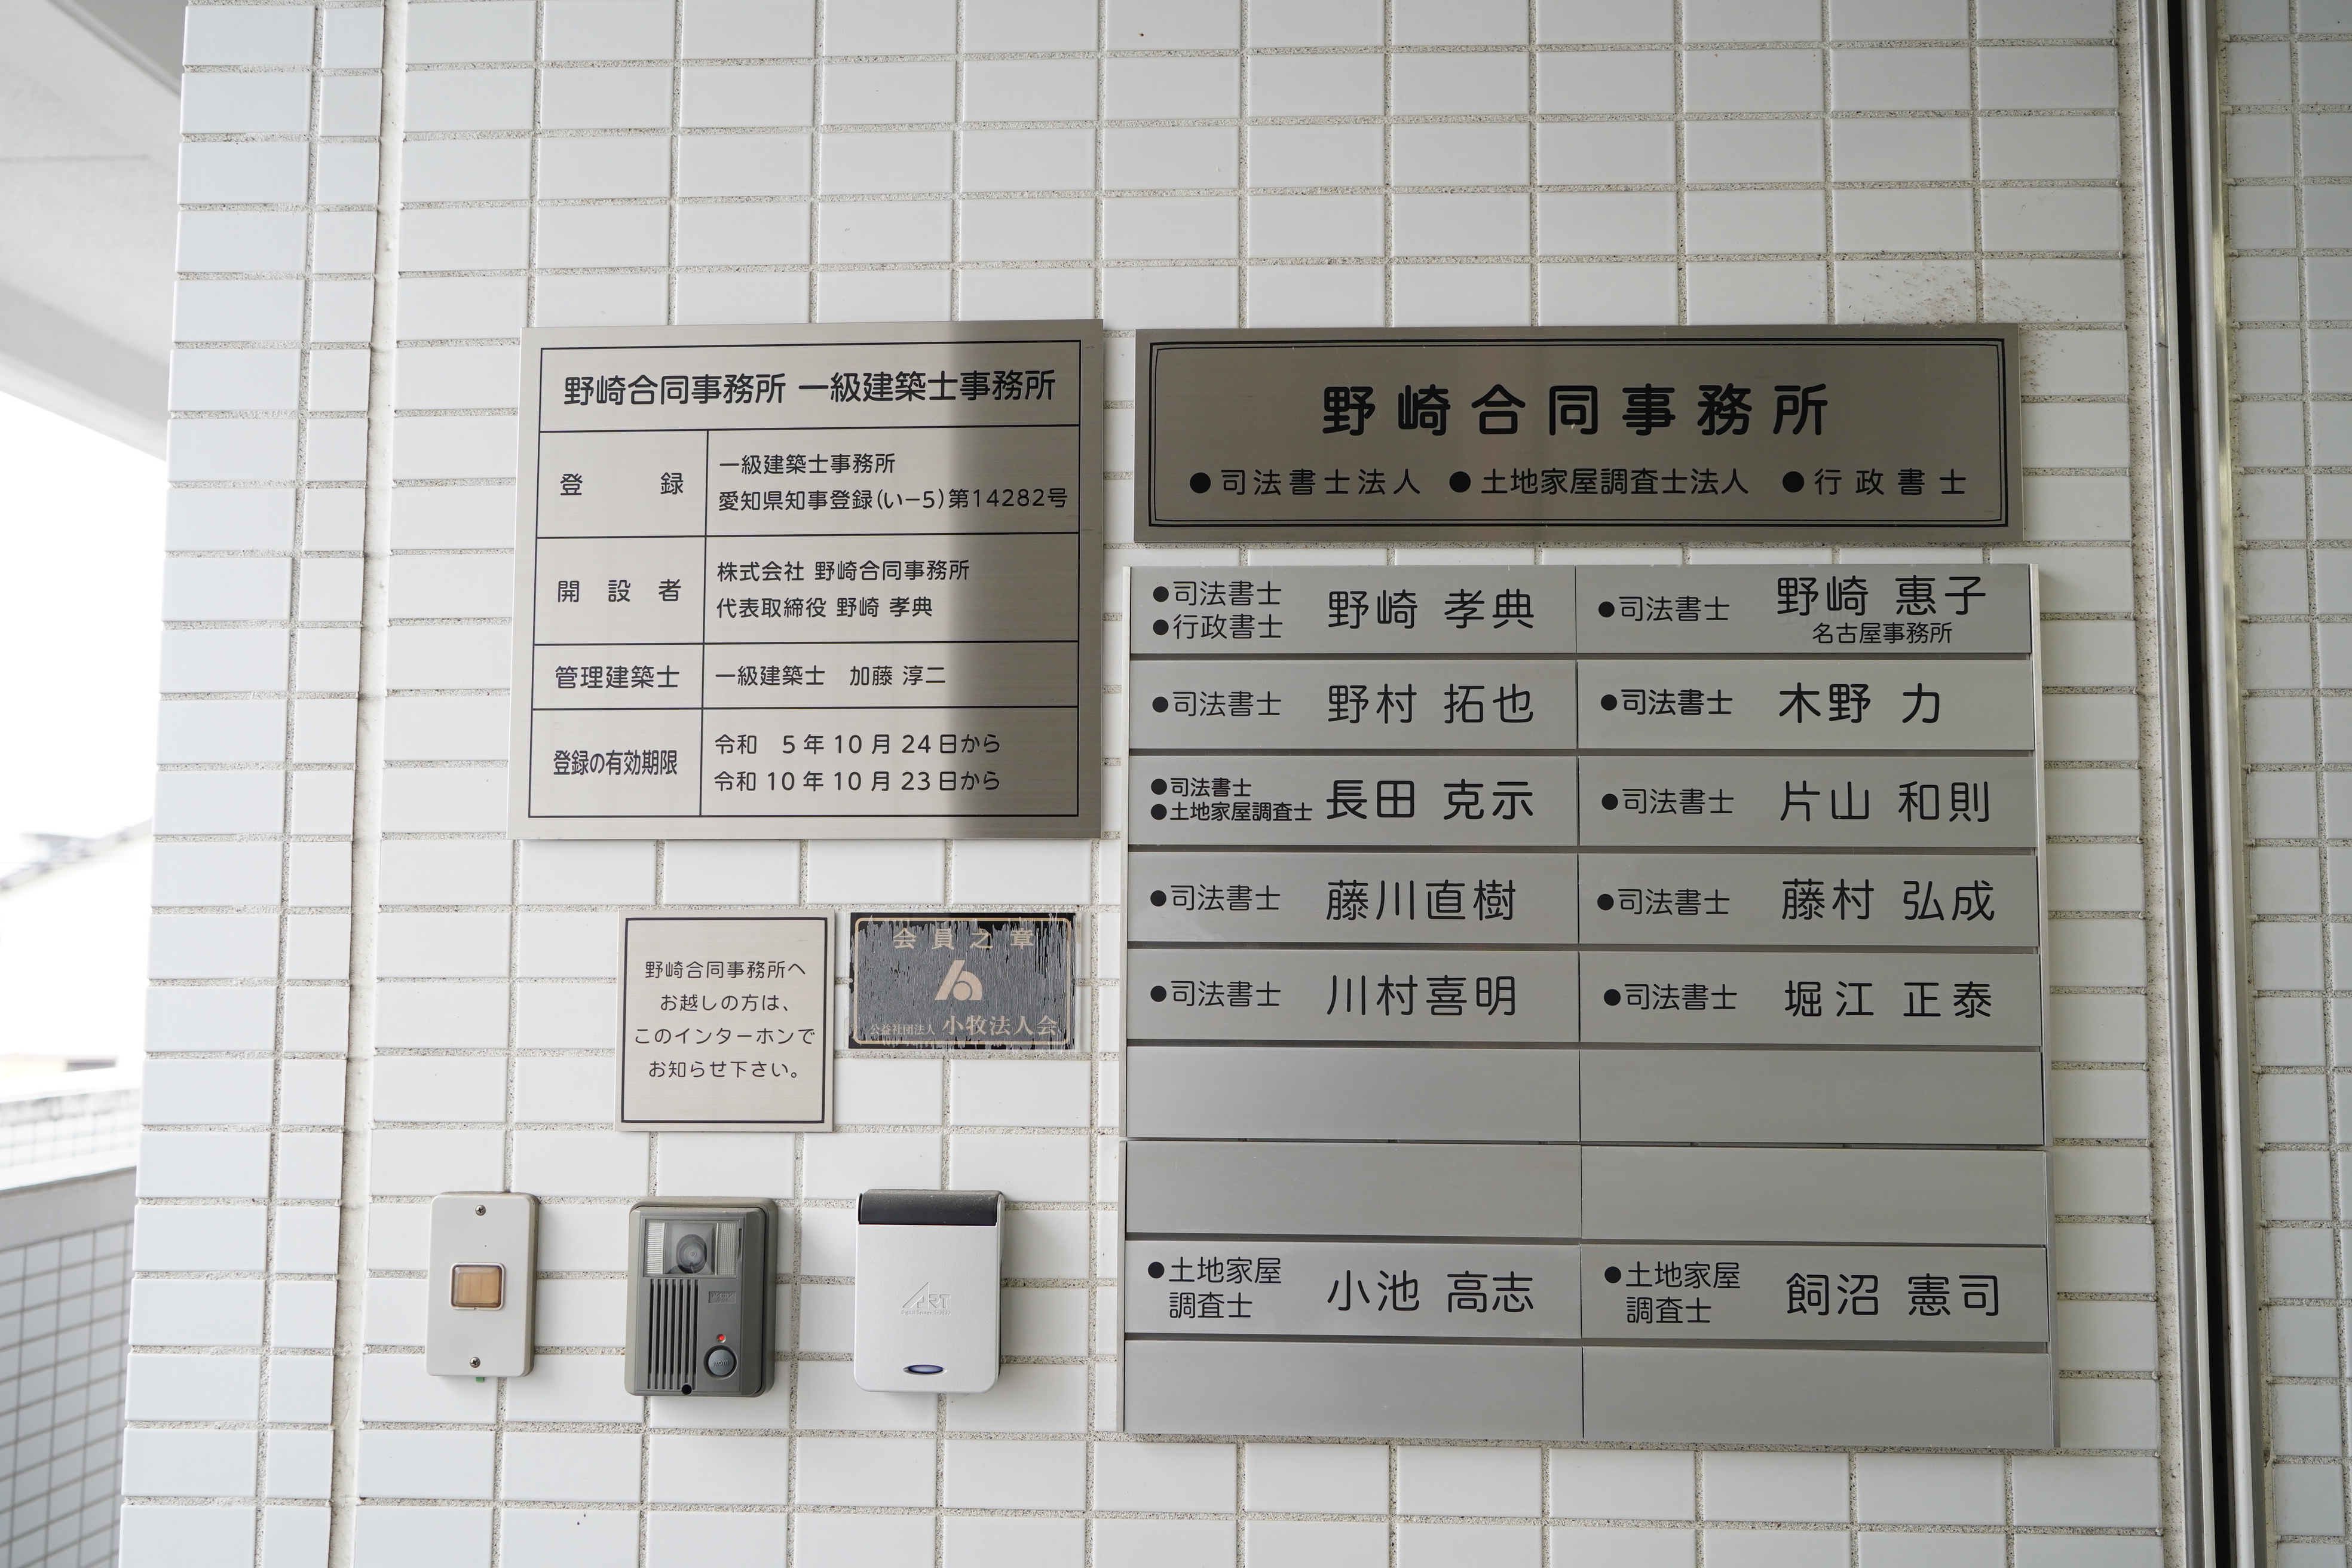 野崎合同事務所 一級建築士事務所
登 録
一級建築士事務所
愛知県知事登録(い−5)第14282号
開 設 者
株式会社 野崎合同事務所
代表取締役 野崎 孝典
管理建築士
一級建築士 加藤 淳二
登録の有効期限
令和 5年10月24日から
令和10年10月23日から
野崎合同事務所へ
お越しの方は、
このインターホンで
お知らせ下さい。
会員之章
公益社団法人 小牧法人会
ART
野崎合同事務所
●司法書士法人 ●土地家屋調査士法人 ●行政書士
●司法書士
●行政書士
野崎 孝典
●司法書士
野崎 惠子
名古屋事務所
●司法書士 野村 拓也
●司法書士 木野 力
●司法書士
●土地家屋調査士
長田 克示
●司法書士 片山 和則
●司法書士 藤川直樹
●司法書士 藤村 弘成
●司法書士 川村喜明
●司法書士 堀江 正泰
●土地家屋
調査士
小池 高志
●土地家屋
調査士
飼沼 憲司